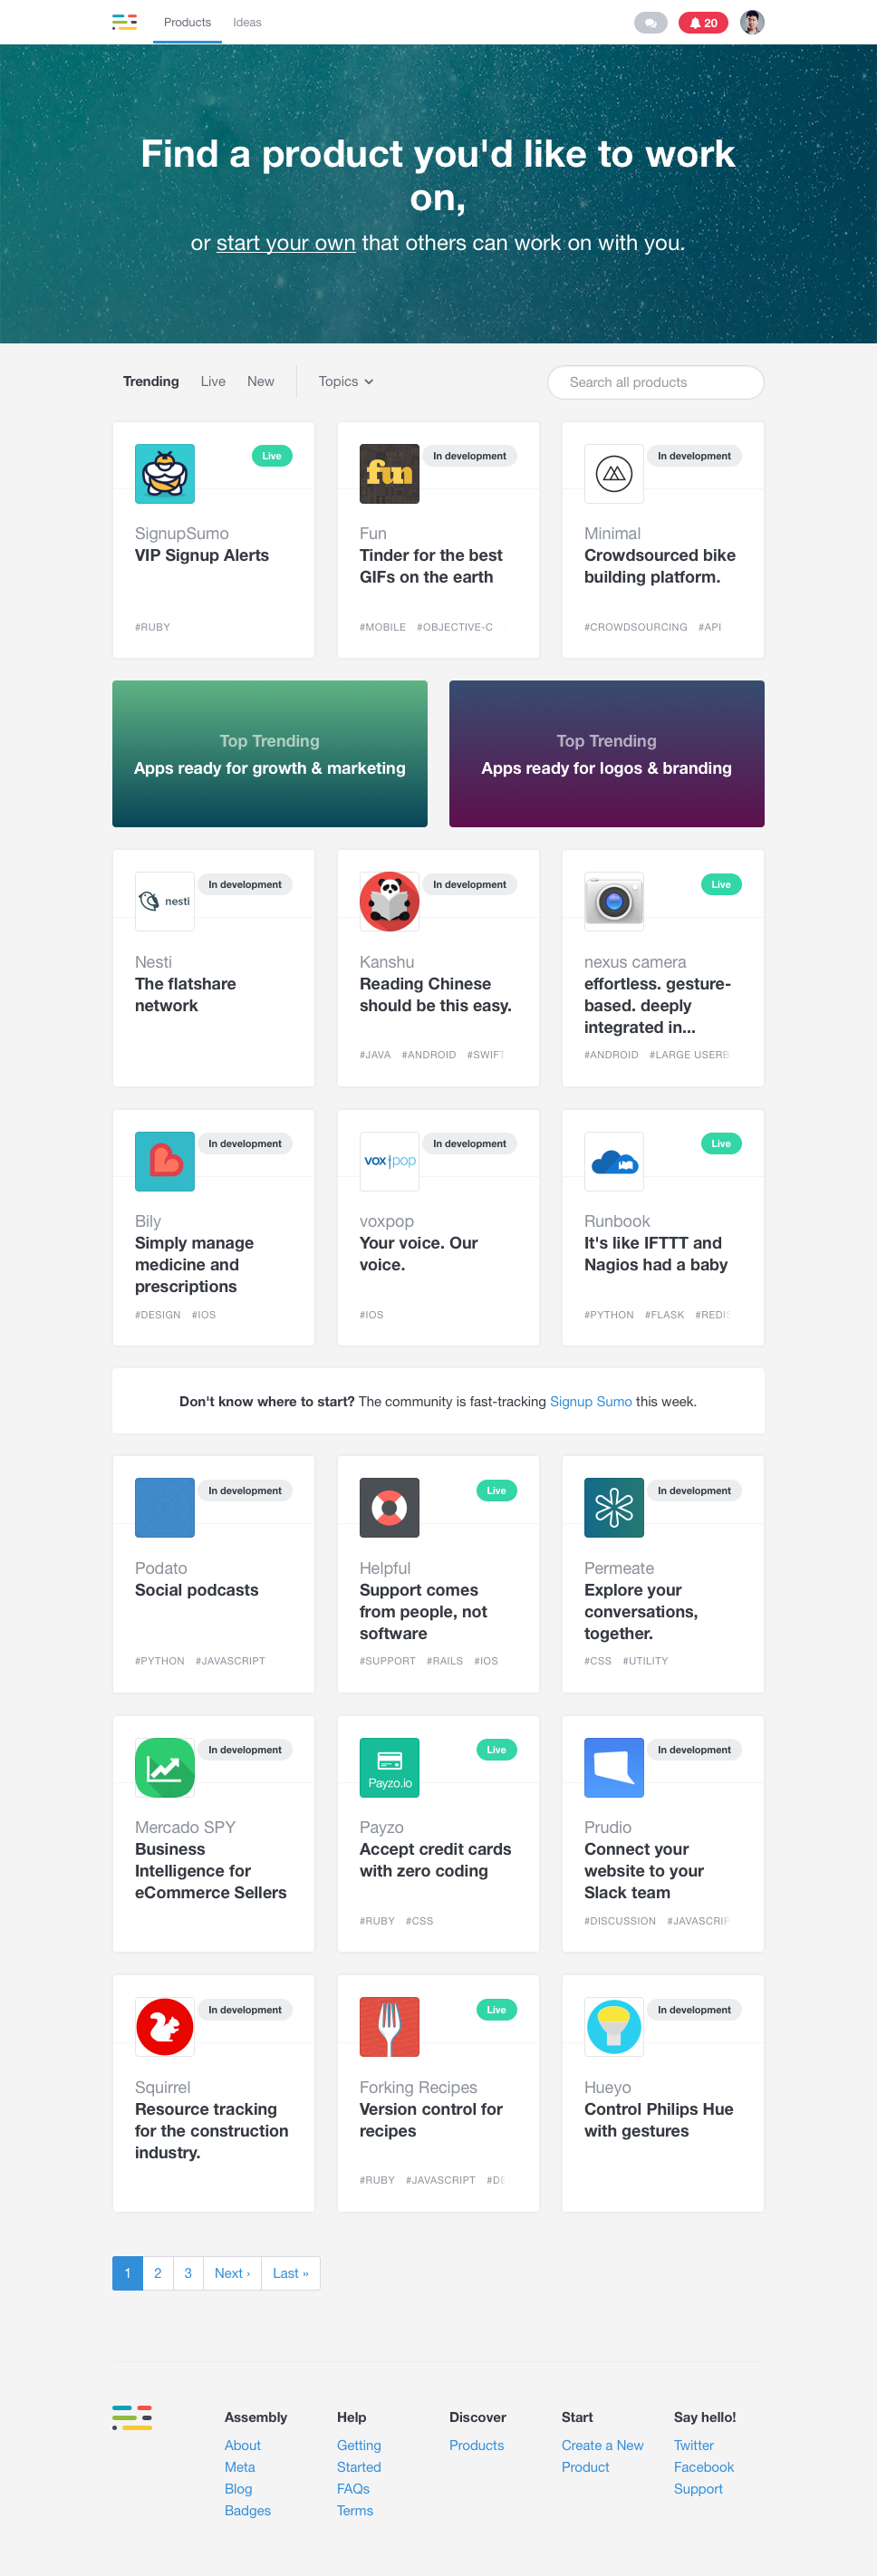 Products Ideas 20
Find a product you'd like to work
on,
or start your own that others can work on with you.
Trending Live New Topics Search all products
Live
SignupSumo
VIP Signup Alerts
#RUBY
fun In development
Fun
Tinder for the best
GIFs on the earth
#MOBILE #OBJECTIVE-C
In development
Minimal
Crowdsourced bike
building platform.
#CROWDSOURCING #API
Top Trending
Apps ready for growth & marketing
Top Trending
Apps ready for logos & branding
nesti In development
Nesti
The flatshare
network
In development
Kanshu
Reading Chinese
should be this easy.
#JAVA #ANDROID #SWIFT
Live
nexus camera
effortless. gesture-
based. deeply
integrated in...
#ANDROID #LARGE USERB
In development
Bily
Simply manage
medicine and
prescriptions
#DESIGN #IOS
vox pop In development
voxpop
Your voice. Our
voice.
#IOS
Live
Runbook
It's like IFTTT and
Nagios had a baby
#PYTHON #FLASK #REDIS
Don't know where to start? The community is fast-tracking Signup Sumo this week.
In development
Podato
Social podcasts
#PYTHON #JAVASCRIPT
Live
Helpful
Support comes
from people, not
software
#SUPPORT #RAILS #IOS
In development
Permeate
Explore your
conversations,
together.
#CSS #UTILITY
In development
Mercado SPY
Business
Intelligence for
eCommerce Sellers
Payzo.io Live
Payzo
Accept credit cards
with zero coding
#RUBY #CSS
In development
Prudio
Connect your
website to your
Slack team
#DISCUSSION #JAVASCRIP
In development
Squirrel
Resource tracking
for the construction
industry.
Live
Forking Recipes
Version control for
recipes
#RUBY #JAVASCRIPT #DE
In development
Hueyo
Control Philips Hue
with gestures
1 2 3 Next › Last »
Assembly
About
Meta
Blog
Badges
Help
Getting
Started
FAQs
Terms
Discover
Products
Start
Create a New
Product
Say hello!
Twitter
Facebook
Support